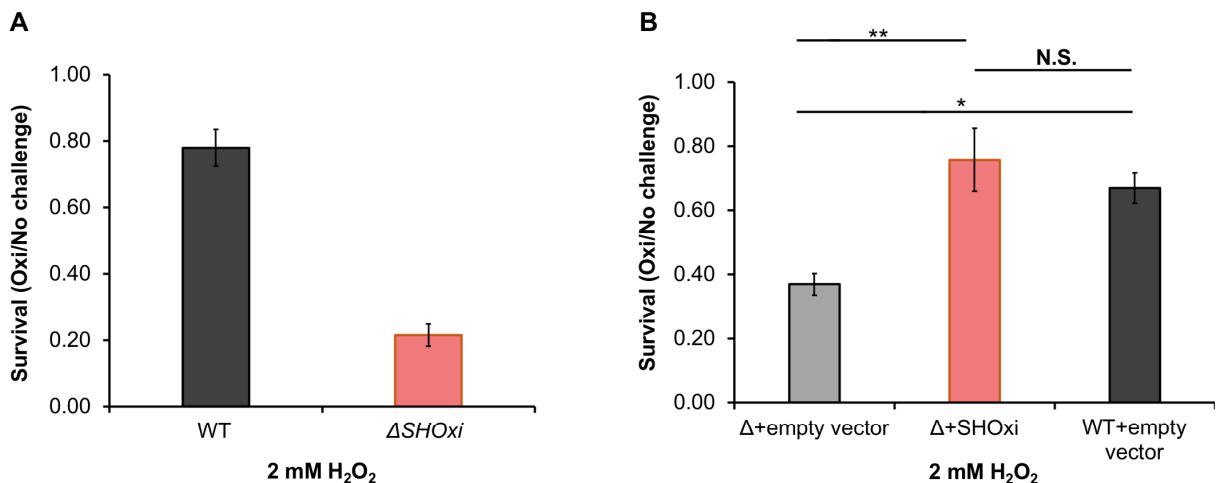 A
Survival (Oxi/No challenge)
1.00
0.80
0.60
0.40
0.20
0.00
WT
ΔSHOxi
2 mM H₂O₂
B
**
N.S.
*
Survival (Oxi/No challenge)
1.00
0.80
0.60
0.40
0.20
0.00
Δ+empty vector
Δ+SHOxi
WT+empty
vector
2 mM H₂O₂